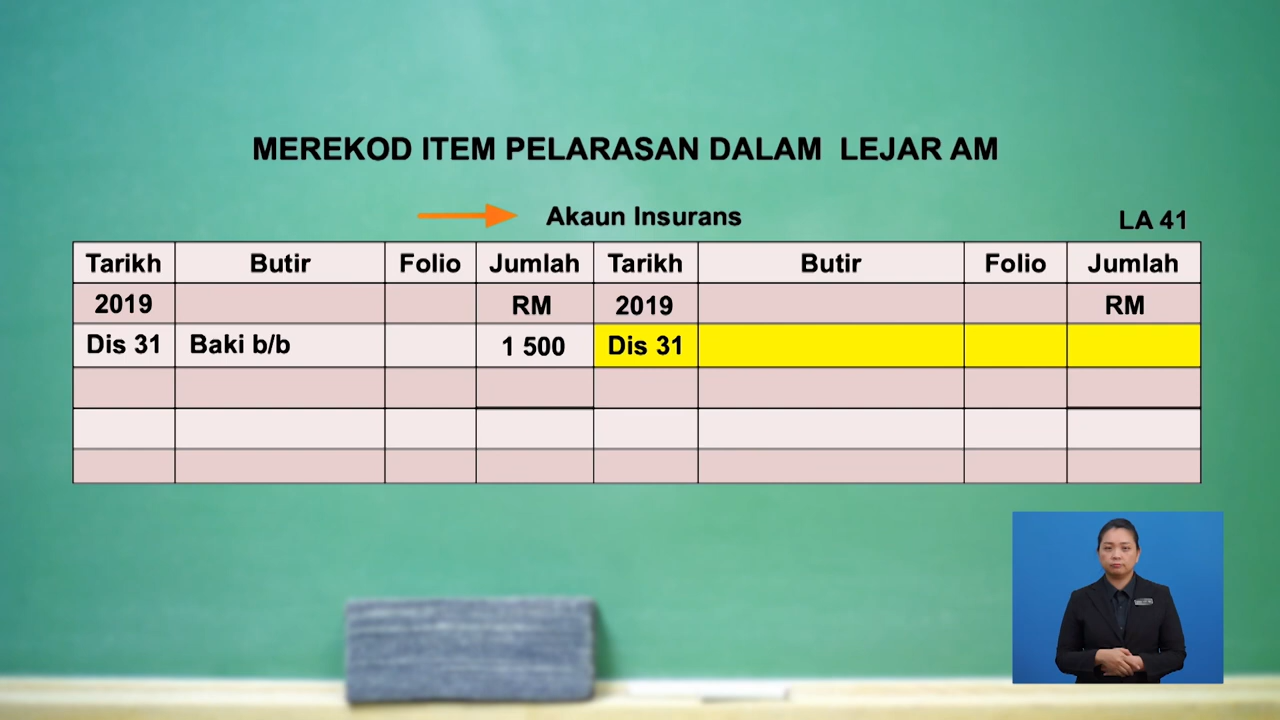 MEREKOD ITEM PELARASAN DALAM LEJAR AM
Akaun Insurans
LA 41
Tarikh Butir Folio Jumlah Tarikh Butir Folio Jumlah
2019 RM 2019 RM
Dis 31 Baki b/b 1 500 Dis 31